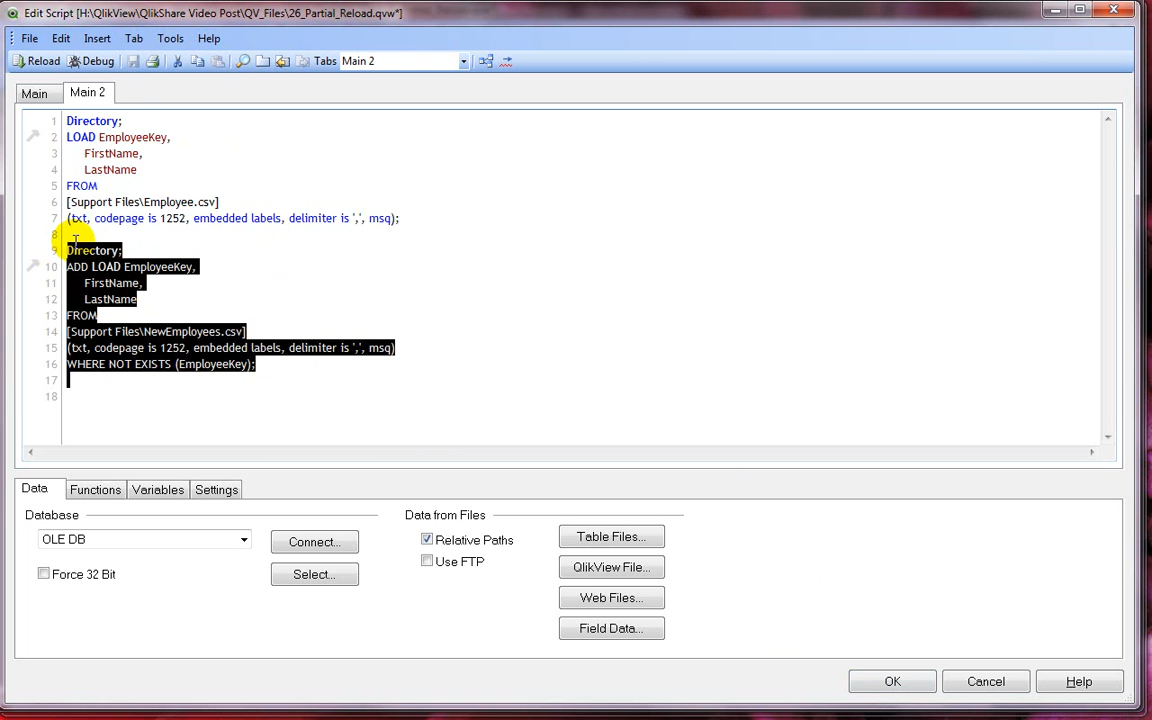 Edit Script [H:\QlikView\QlikShare Video Post\QV_Files\26_Partial_Reload.qvw*]
File Edit Insert Tab Tools Help
Reload Debug Tabs Main 2
Main Main 2
1 Directory;
2 LOAD EmployeeKey,
3 FirstName,
4 LastName
5 FROM
6 [Support Files\Employee.csv]
7 (txt, codepage is 1252, embedded labels, delimiter is ',', msq);
8
9 Directory;
10 ADD LOAD EmployeeKey,
11 FirstName,
12 LastName
13 FROM
14 [Support Files\NewEmployees.csv]
15 (txt, codepage is 1252, embedded labels, delimiter is ',', msq)
16 WHERE NOT EXISTS (EmployeeKey);
17
18
Data Functions Variables Settings
Database Data from Files
OLE DB Connect... Relative Paths Table Files...
Use FTP QlikView File...
Force 32 Bit Select...
Web Files...
Field Data...
OK Cancel Help